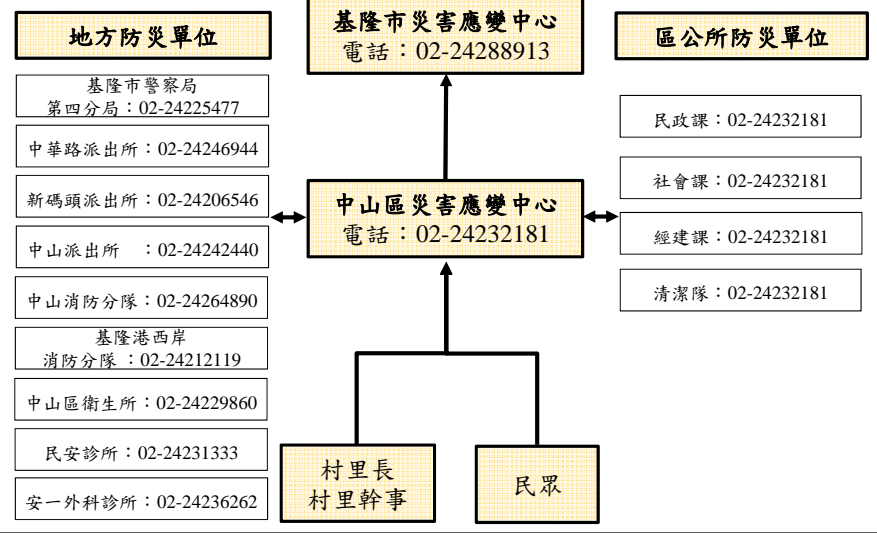 地方防災單位
基隆市警察局
第四分局：02-24225477
中華路派出所：02-24246944
新碼頭派出所：02-24206546
中山派出所　：02-24242440
中山消防分隊：02-24264890
基隆港西岸
消防分隊 ：02-24212119
中山區衛生所：02-24229860
民安診所：02-24231333
安一外科診所：02-24236262
基隆市災害應變中心
電話：02-24288913
中山區災害應變中心
電話：02-24232181
村里長
村里幹事
民眾
區公所防災單位
民政課：02-24232181
社會課：02-24232181
經建課：02-24232181
清潔隊：02-24232181